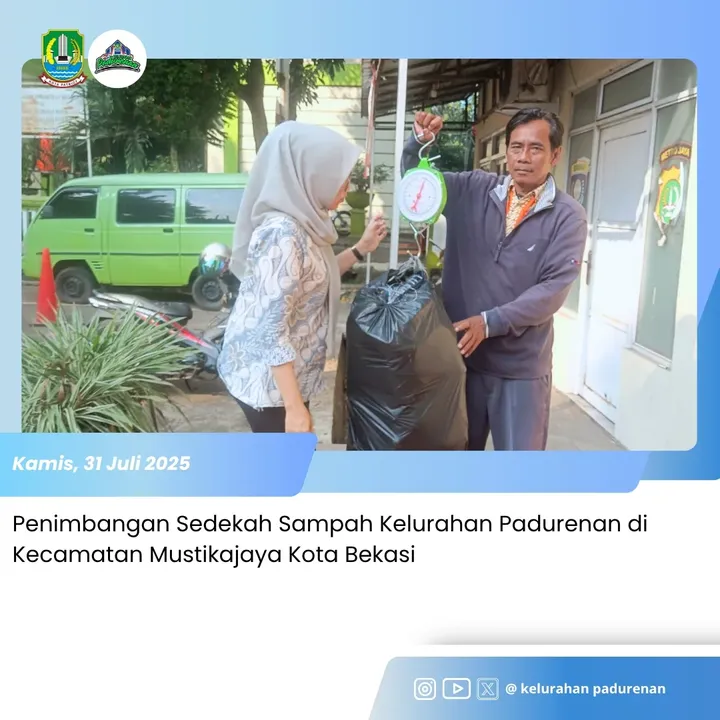 Kamis, 31 Juli 2025
Penimbangan Sedekah Sampah Kelurahan Padurenan di
Kecamatan Mustikajaya Kota Bekasi
@ kelurahan padurenan